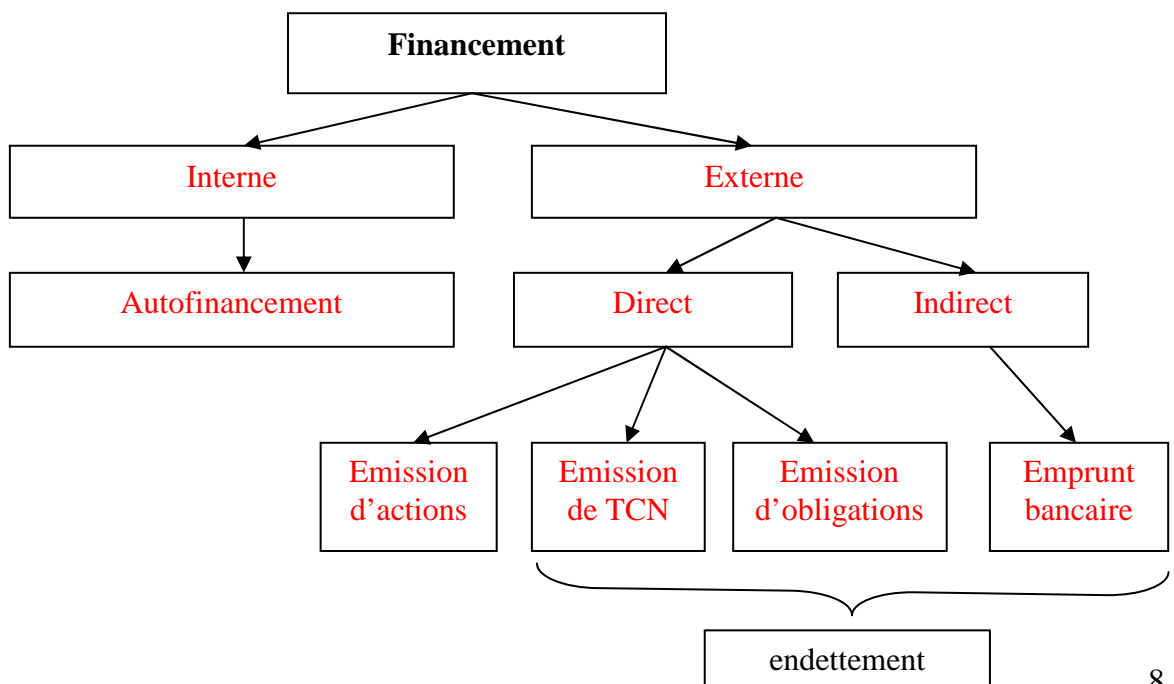 Financement
Interne
Externe
Autofinancement
Direct
Indirect
Emission
d’actions
Emission
de TCN
Emission
d’obligations
Emprunt
bancaire
endettement
8